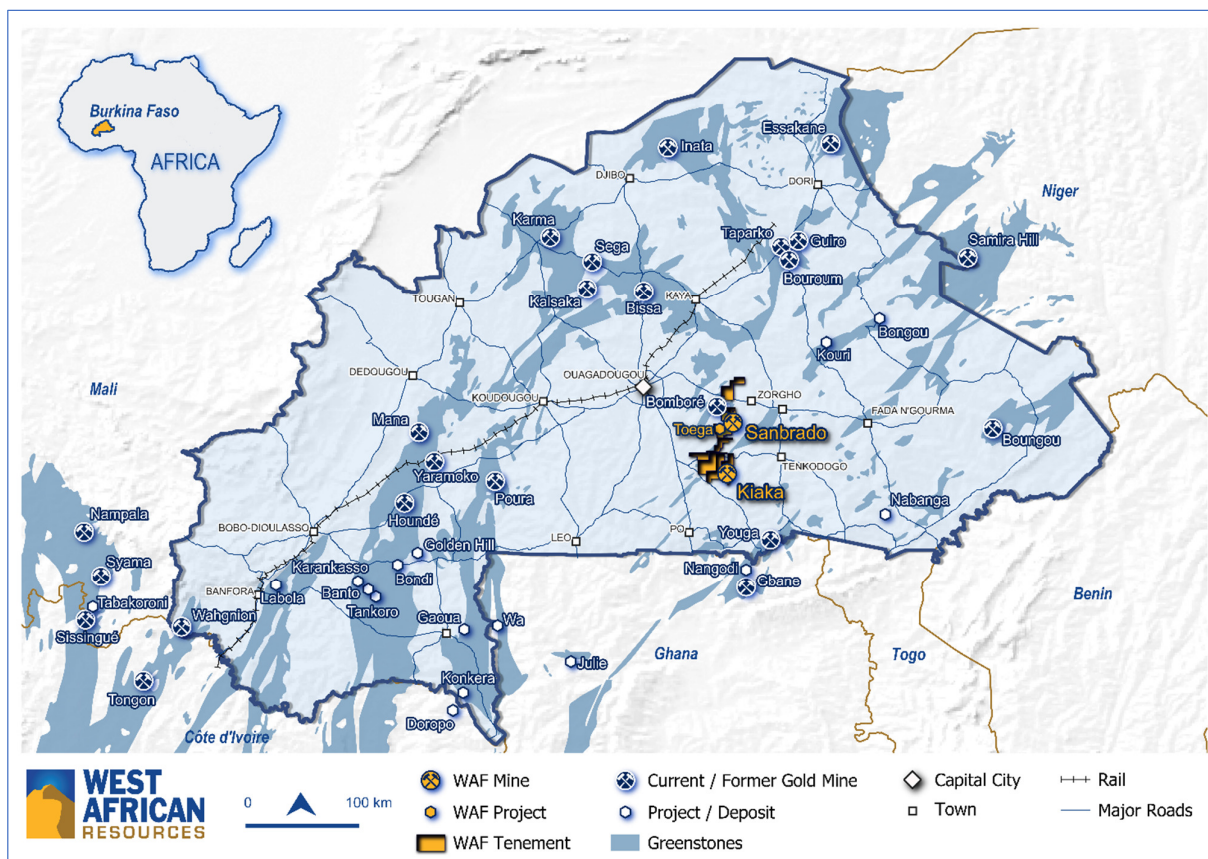 Burkina Faso
AFRICA
Essakane
Inata
DJIBO
DORI
Niger
Karma
Sega
Taparko
Guiro
Samira Hill
Bouroum
Kalsaka
Bissa
KAYA
TOUGAN
Bongou
Kouri
Mali
DEDOUGOU
OUAGADOUGOU
KOUDOUGOU
Bomboré
ZORGHO
FADA N'GOURMA
Mana
Toega
Sanbrado
Boungou
Yaramoko
TENKODOGO
Poura
Kiaka
Nampala
Houndé
Nabanga
BOBO-DIOULASSO
LEO
PO
Youga
Golden Hill
Syama
Karankasso
Bondi
Nangodi
Gbane
BANFORA
Labola
Banto
Tankoro
Tabakoroni
Benin
Sissingué
Wahgnion
Gaoua
Wa
Ghana
Togo
Julie
Tongon
Konkera
Doropo
Côte d'Ivoire
WEST
AFRICAN
RESOURCES
0 100 km
WAF Mine
WAF Project
WAF Tenement
Current / Former Gold Mine
Project / Deposit
Greenstones
Capital City
Town
Rail
Major Roads